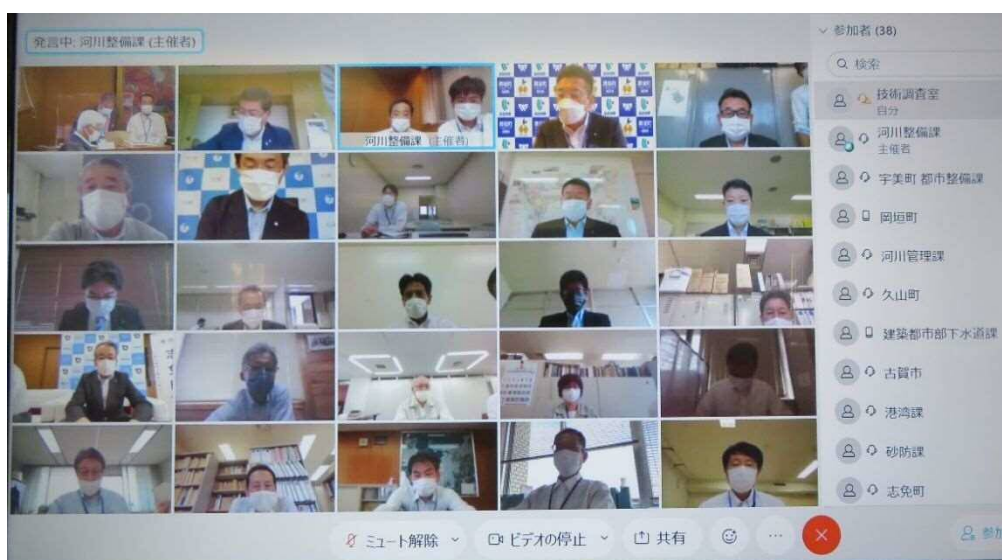 発言中: 河川整備課 (主催者)
河川整備課 (主催者)
参加者 (38)
検索
技術調査室
自分
河川整備課
主催者
宇美町 都市整備課
岡垣町
河川管理課
久山町
建築都市部下水道課
古賀市
港湾課
砂防課
志免町
ミュート解除
ビデオの停止
共有